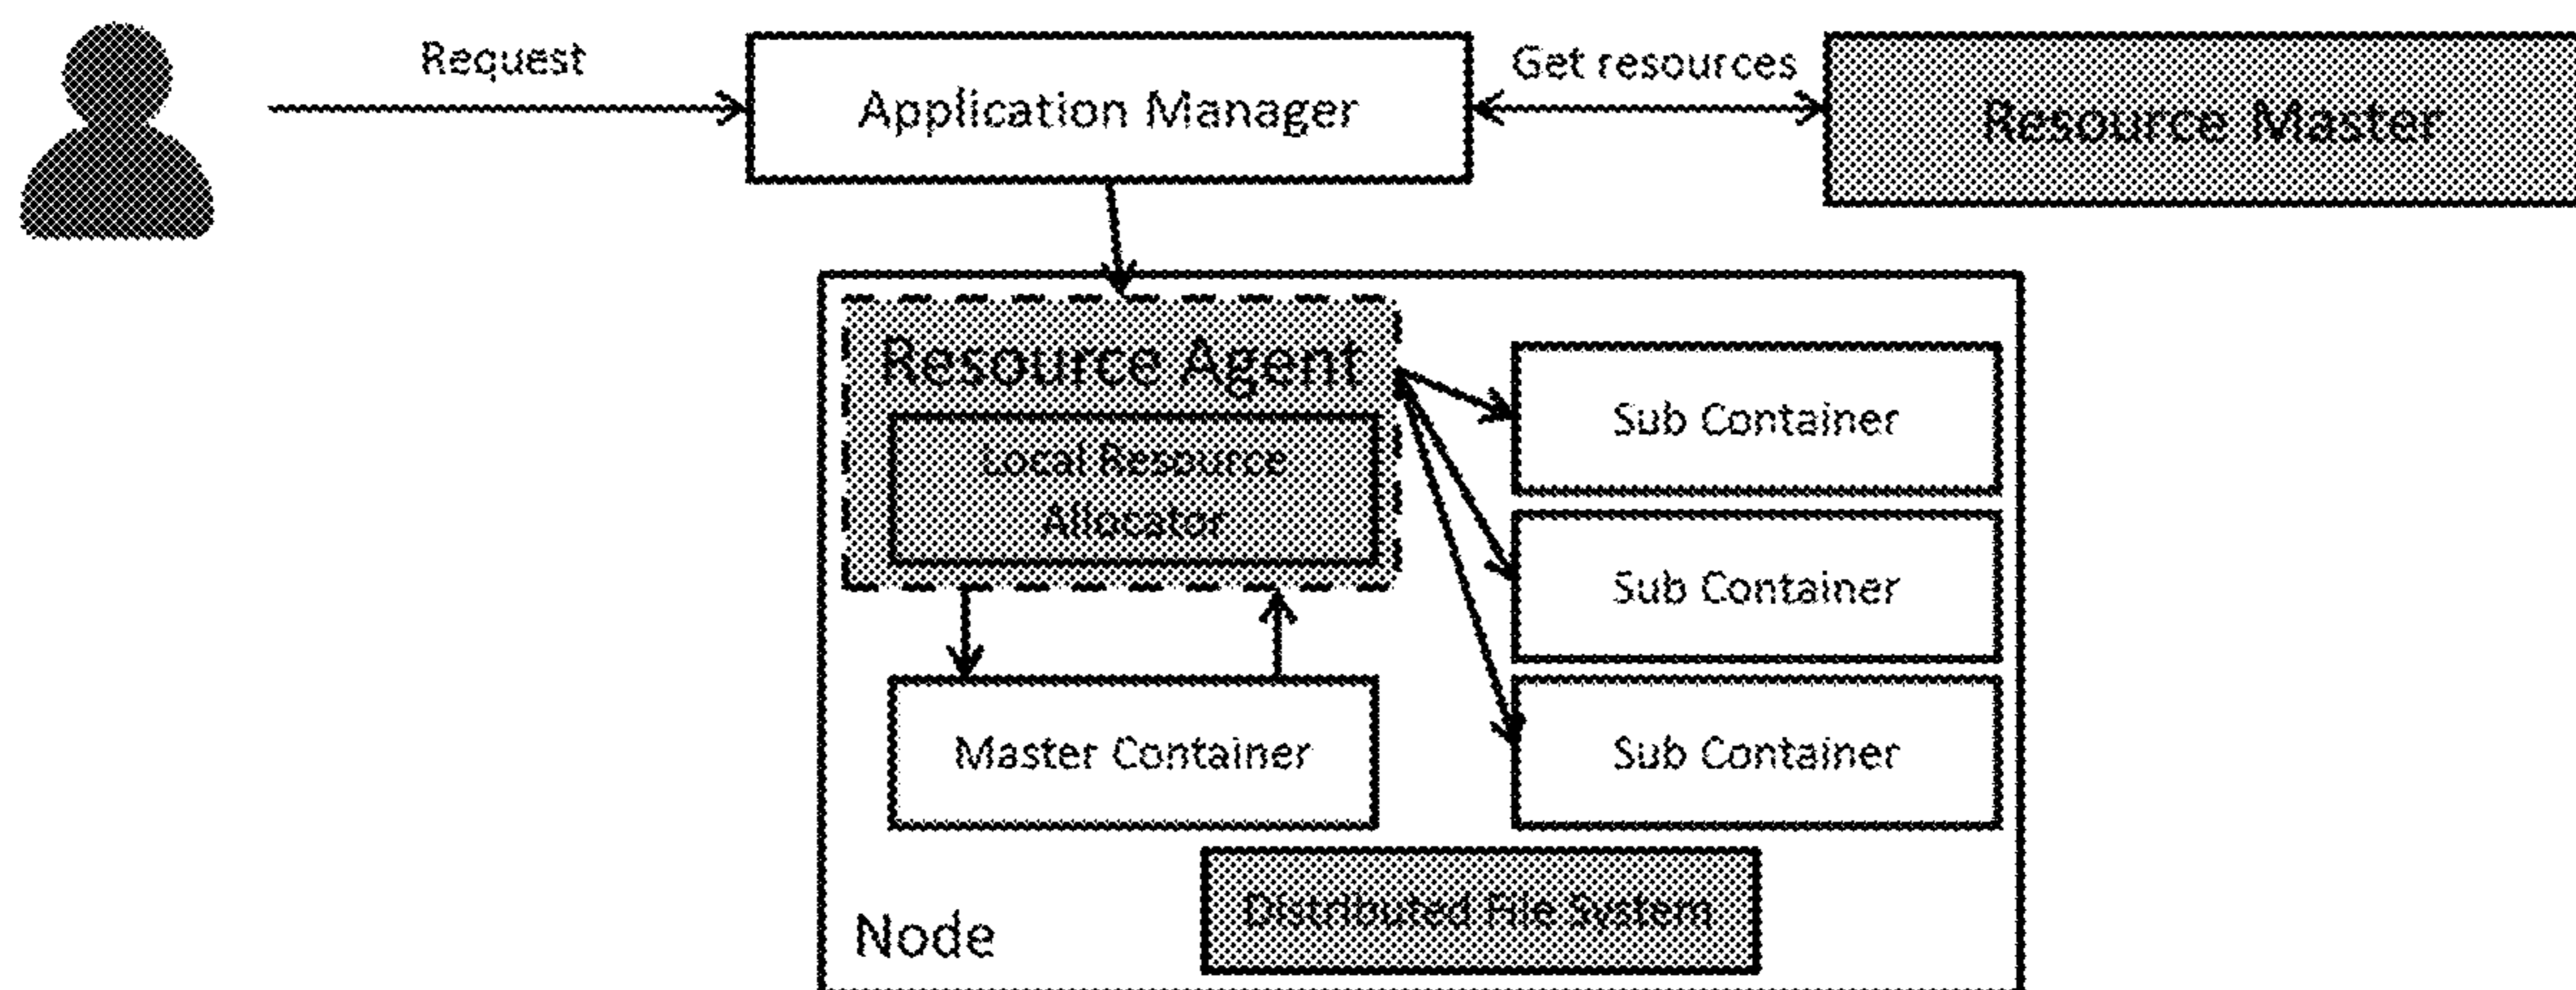 Request
Application Manager
Get resources
Resource Master
Resource Agent
Local Resource
Allocator
Sub Container
Sub Container
Master Container
Sub Container
Distributed File System
Node